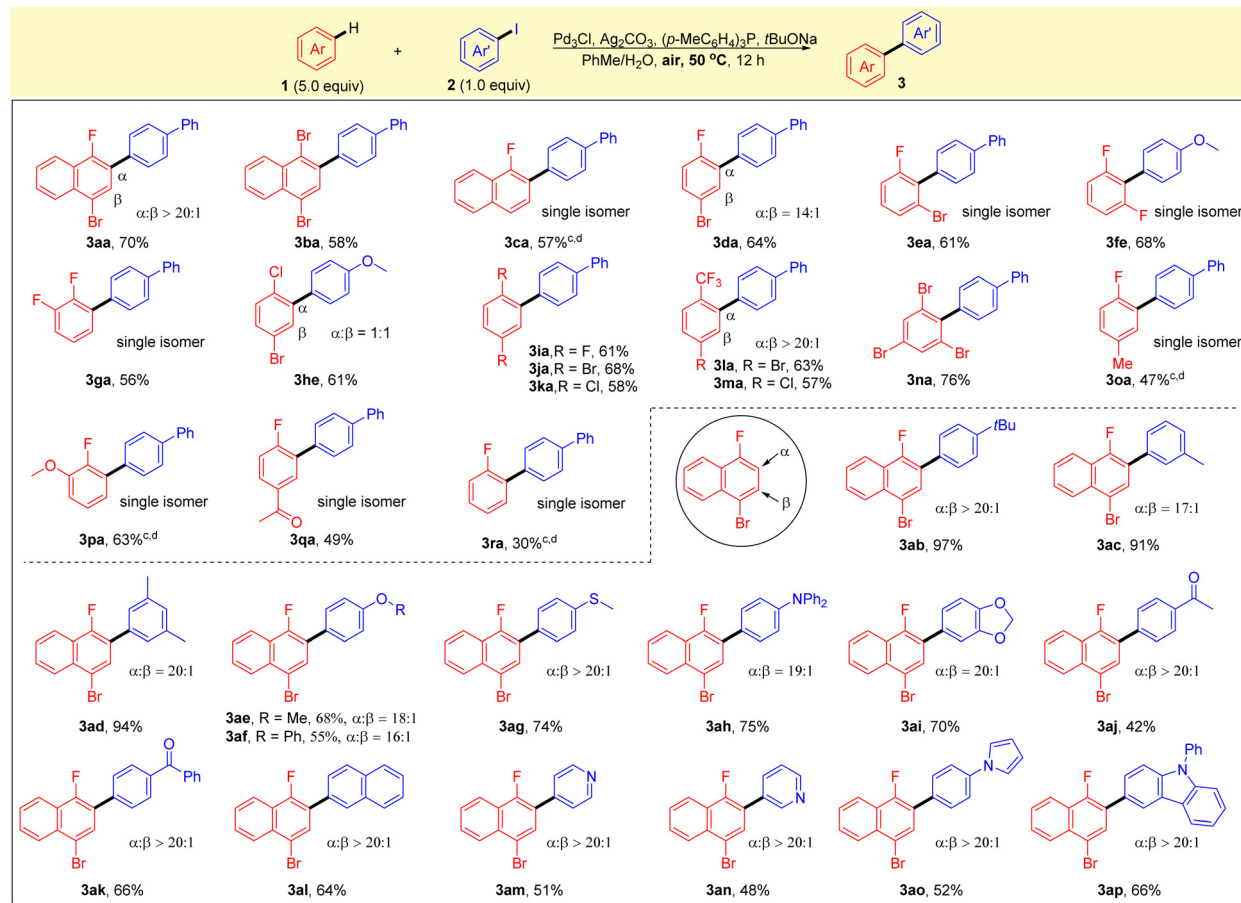 Ar H + Ar' I Pd₃Cl, Ag₂CO₃, (p-MeC₆H₄)₃P, tBuONa Ar Ar'
PhMe/H₂O, air, 50 °C, 12 h
1 (5.0 equiv) 2 (1.0 equiv) 3
F Ph α β Br α:β > 20:1
3aa, 70%
Br Ph Br
3ba, 58%
F Ph single isomer
3ca, 57%c,d
F Ph α β Br α:β = 14:1
3da, 64%
F Ph Br single isomer
3ea, 61%
F O F single isomer
3fe, 68%
F F Ph single isomer
3ga, 56%
Cl O α β Br α:β = 1:1
3he, 61%
R Ph R
3ia,R = F, 61%
3ja,R = Br, 68%
3ka,R = Cl, 58%
CF₃ Ph α β R α:β > 20:1
3la, R = Br, 63%
3ma, R = Cl, 57%
Br Ph Br Br
3na, 76%
F Ph Me single isomer
3oa, 47%c,d
O F Ph single isomer
3pa, 63%c,d
F Ph O single isomer
3qa, 49%
F Ph single isomer
3ra, 30%c,d
F α β Br
F tBu Br α:β > 20:1
3ab, 97%
F Br α:β = 17:1
3ac, 91%
F Br α:β = 20:1
3ad, 94%
F O R Br
3ae, R = Me, 68%, α:β = 18:1
3af, R = Ph, 55%, α:β = 16:1
F S Br α:β > 20:1
3ag, 74%
F NPh₂ Br α:β = 19:1
3ah, 75%
F O O Br α:β = 20:1
3ai, 70%
F O Br α:β > 20:1
3aj, 42%
F O Ph Br α:β > 20:1
3ak, 66%
F Br α:β > 20:1
3al, 64%
F N Br α:β > 20:1
3am, 51%
F N Br α:β > 20:1
3an, 48%
F N Br α:β > 20:1
3ao, 52%
F Ph N Br α:β > 20:1
3ap, 66%